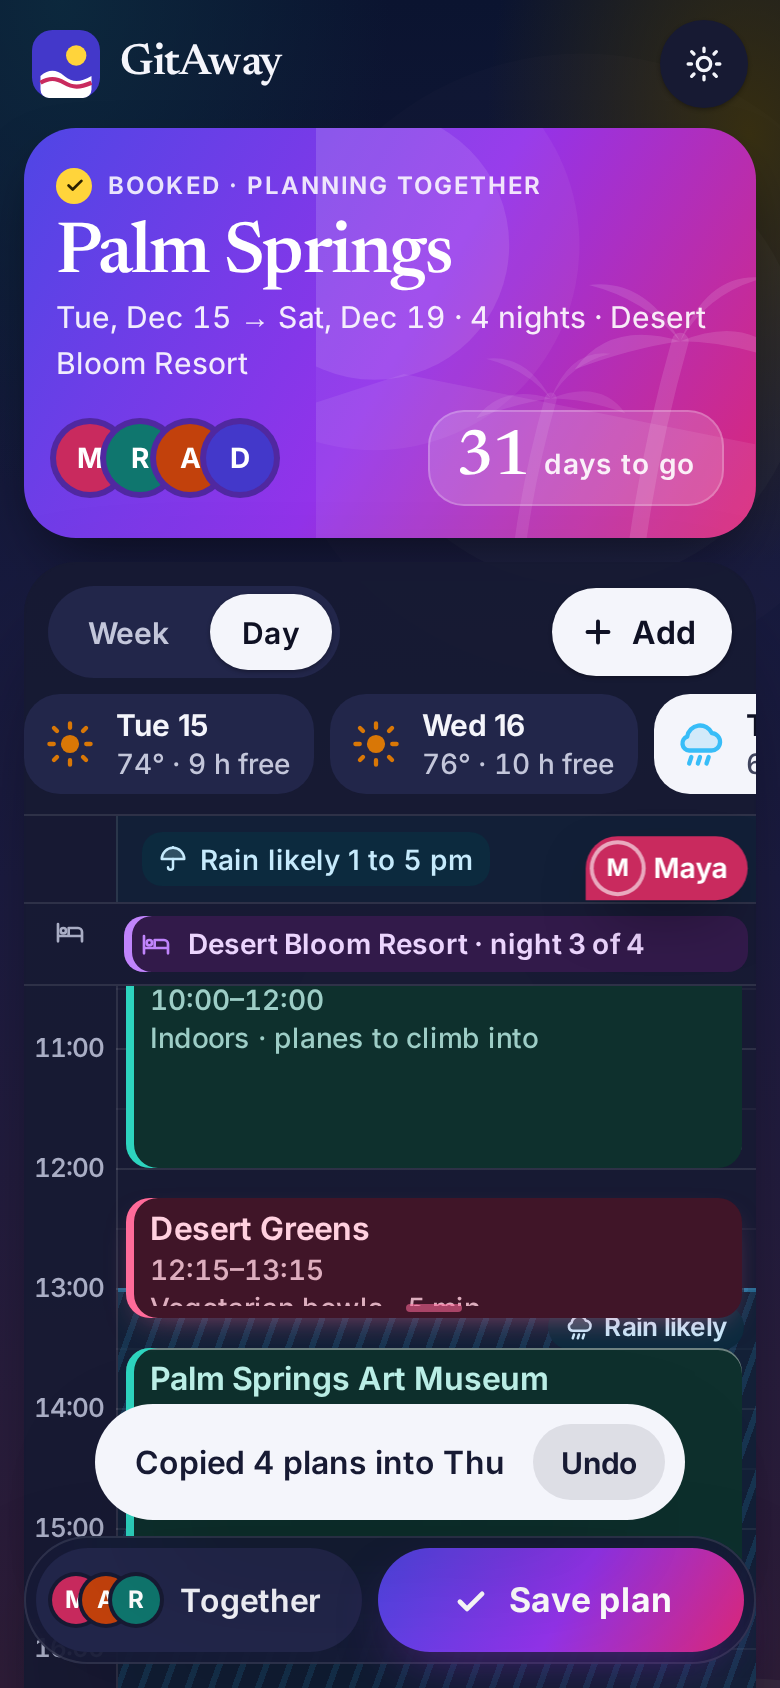 GitAway
BOOKED · PLANNING TOGETHER
Palm Springs
Tue, Dec 15 → Sat, Dec 19 · 4 nights · Desert
Bloom Resort
M R A D
31 days to go
Week Day + Add
Tue 15
74° · 9 h free
Wed 16
76° · 10 h free
Rain likely 1 to 5 pm
M Maya
Desert Bloom Resort · night 3 of 4
10:00–12:00
Indoors · planes to climb into
11:00
12:00
Desert Greens
12:15–13:15
13:00
Rain likely
Palm Springs Art Museum
14:00
Copied 4 plans into Thu Undo
15:00
M A R Together Save plan